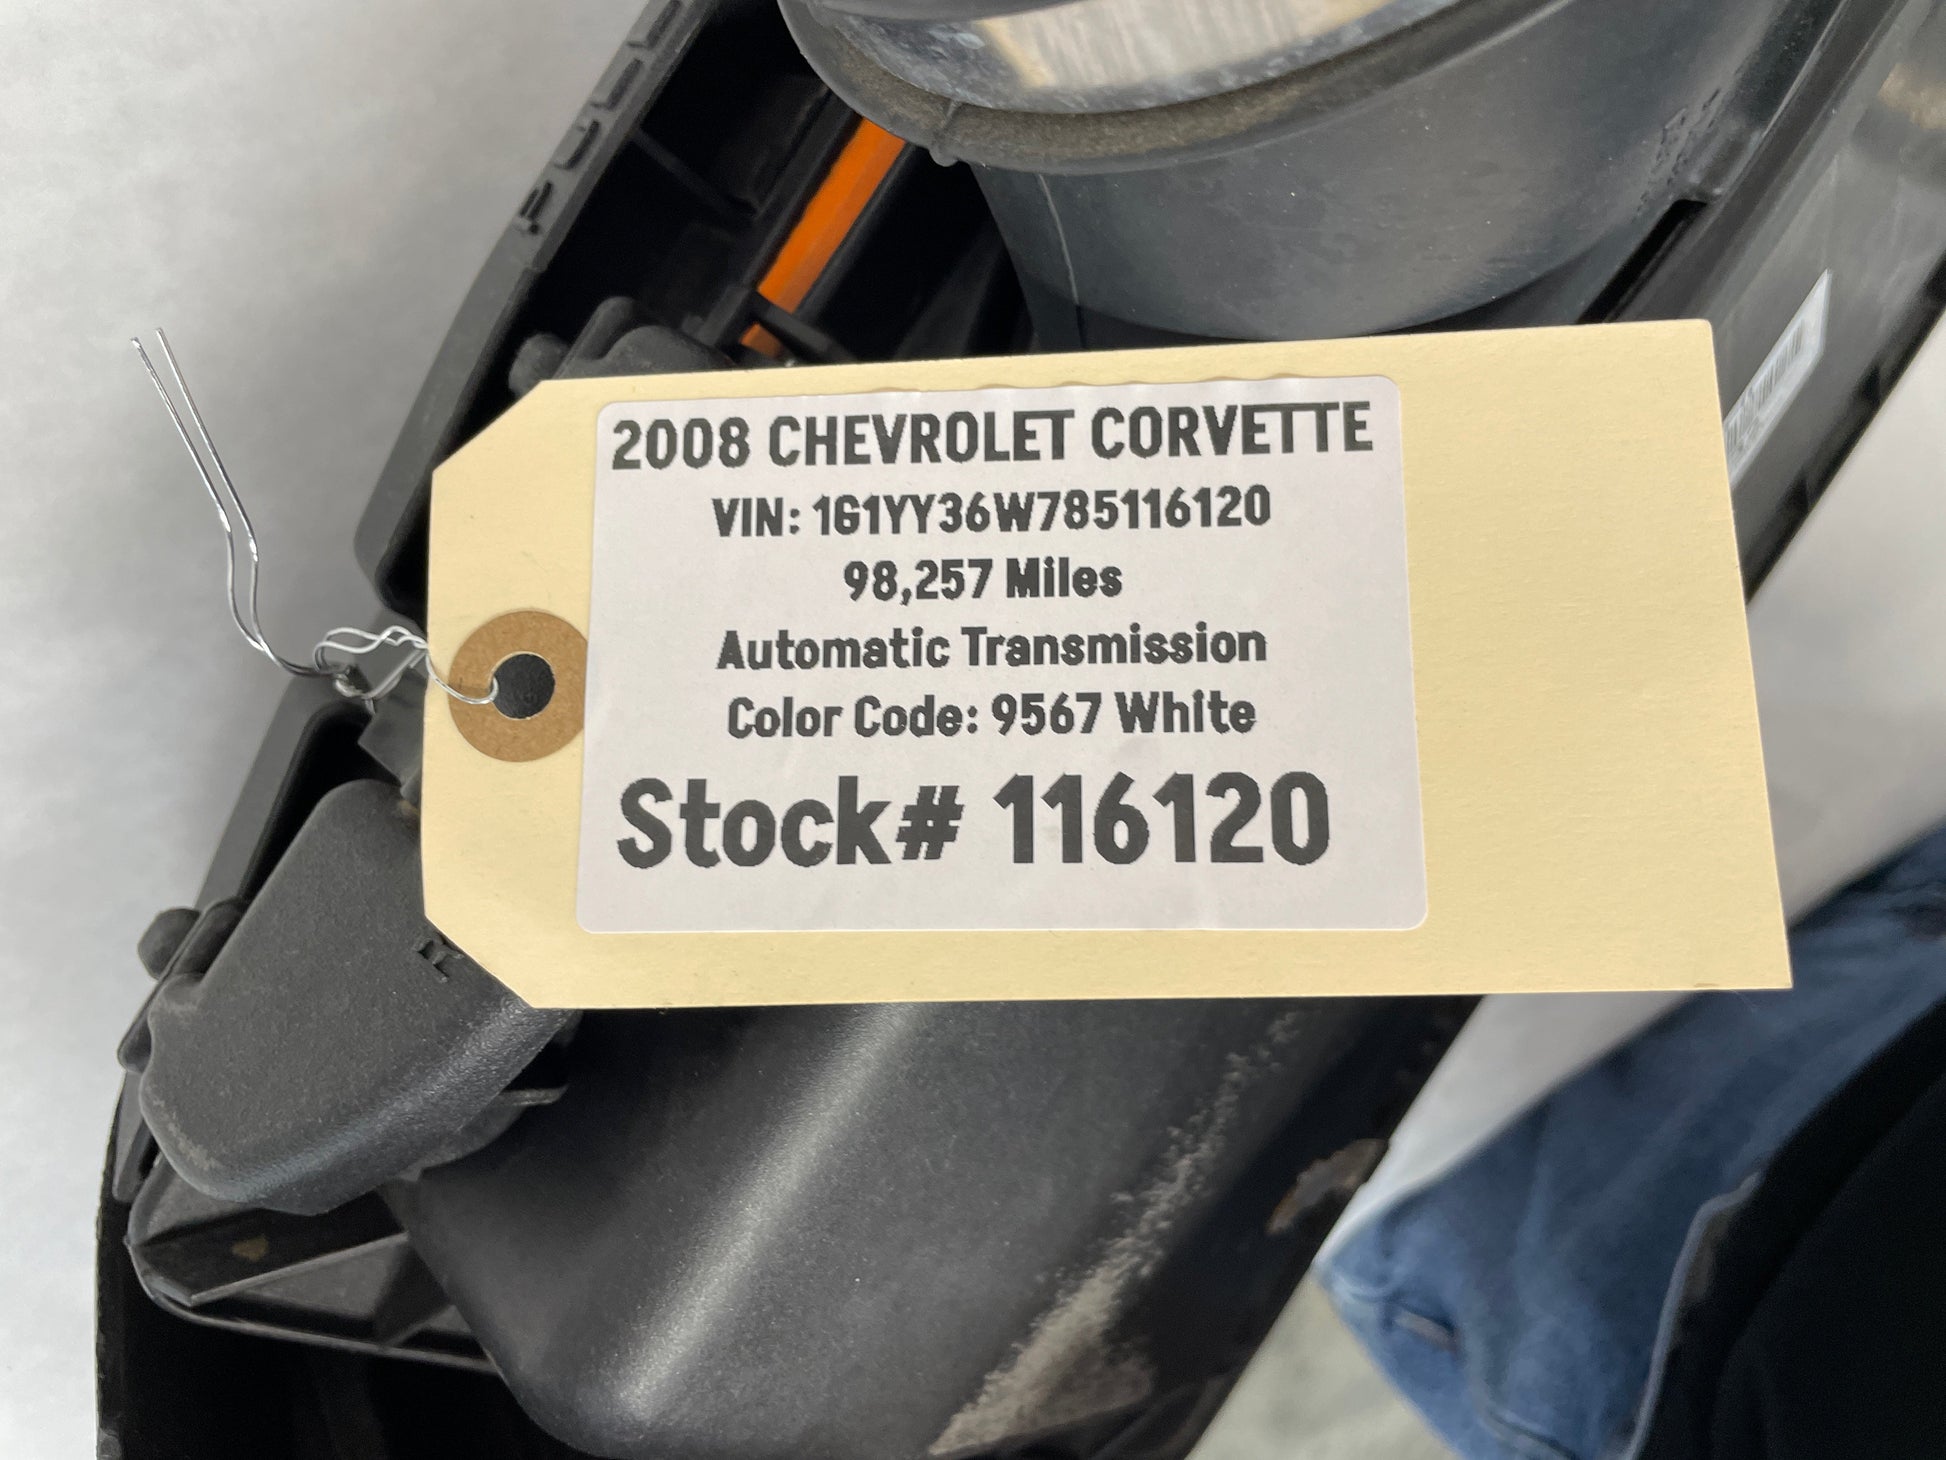 2008 CHEVROLET CORVETTE
VIN: 1G1YY36W785116120
98,257 Miles
Automatic Transmission
Color Code: 9567 White
Stock# 116120